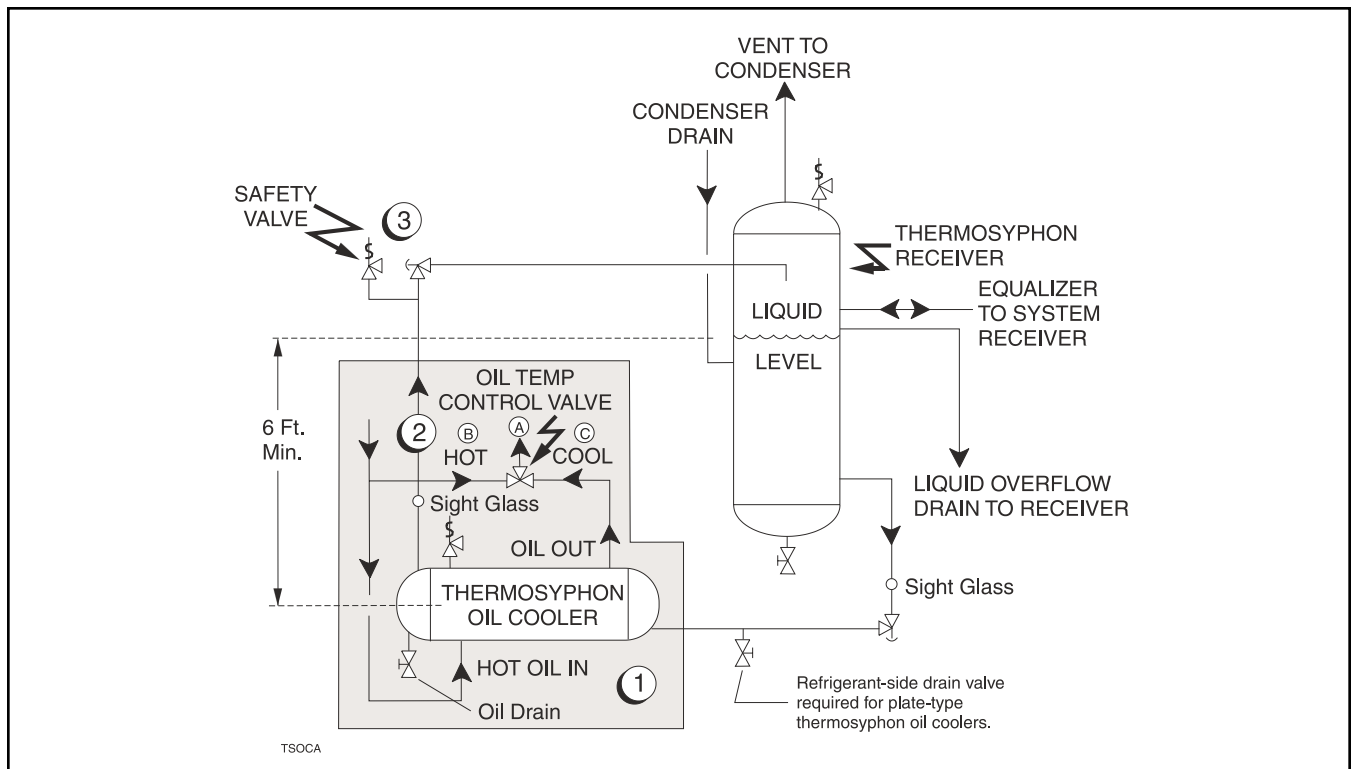 VENT TO
CONDENSER
CONDENSER
DRAIN
SAFETY
VALVE
3
THERMOSYPHON
RECEIVER
EQUALIZER
TO SYSTEM
RECEIVER
LIQUID
LEVEL
6 Ft.
Min.
OIL TEMP
CONTROL VALVE
2
B
A
C
HOT
COOL
Sight Glass
OIL OUT
LIQUID OVERFLOW
DRAIN TO RECEIVER
THERMOSYPHON
OIL COOLER
Sight Glass
HOT OIL IN
1
Oil Drain
Refrigerant-side drain valve
required for plate-type
thermosyphon oil coolers.
TSOCA